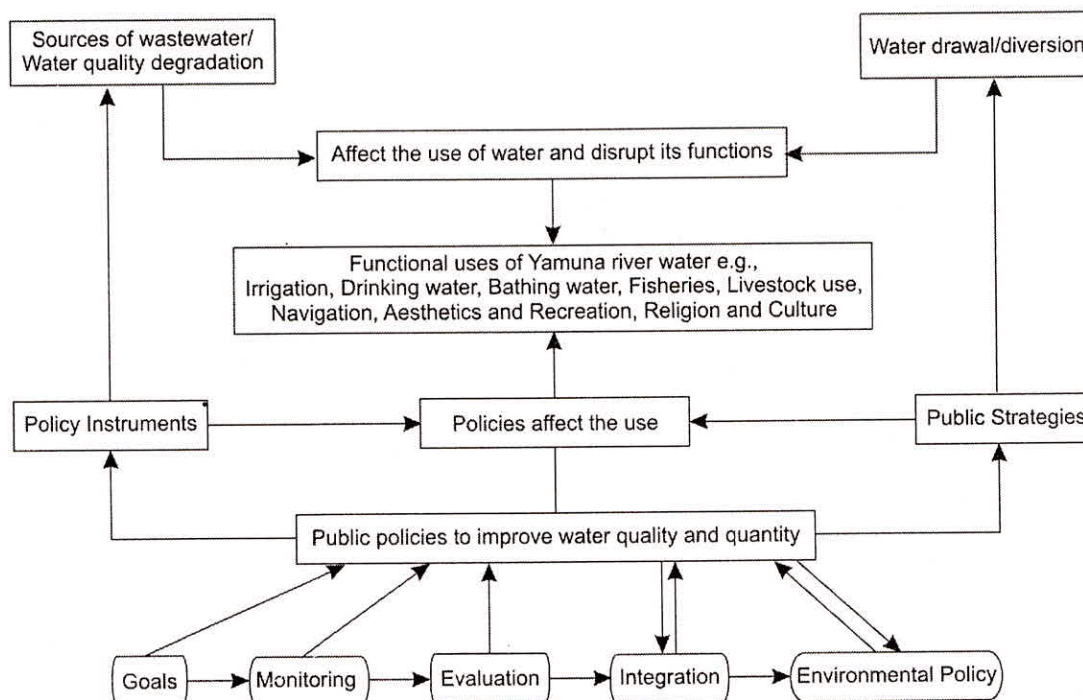 Sources of wastewater/
Water quality degradation
Water drawal/diversion
Affect the use of water and disrupt its functions
Functional uses of Yamuna river water e.g.,
Irrigation, Drinking water, Bathing water, Fisheries, Livestock use,
Navigation, Aesthetics and Recreation, Religion and Culture
Policy Instruments
Policies affect the use
Public Strategies
Public policies to improve water quality and quantity
Goals
Monitoring
Evaluation
Integration
Environmental Policy